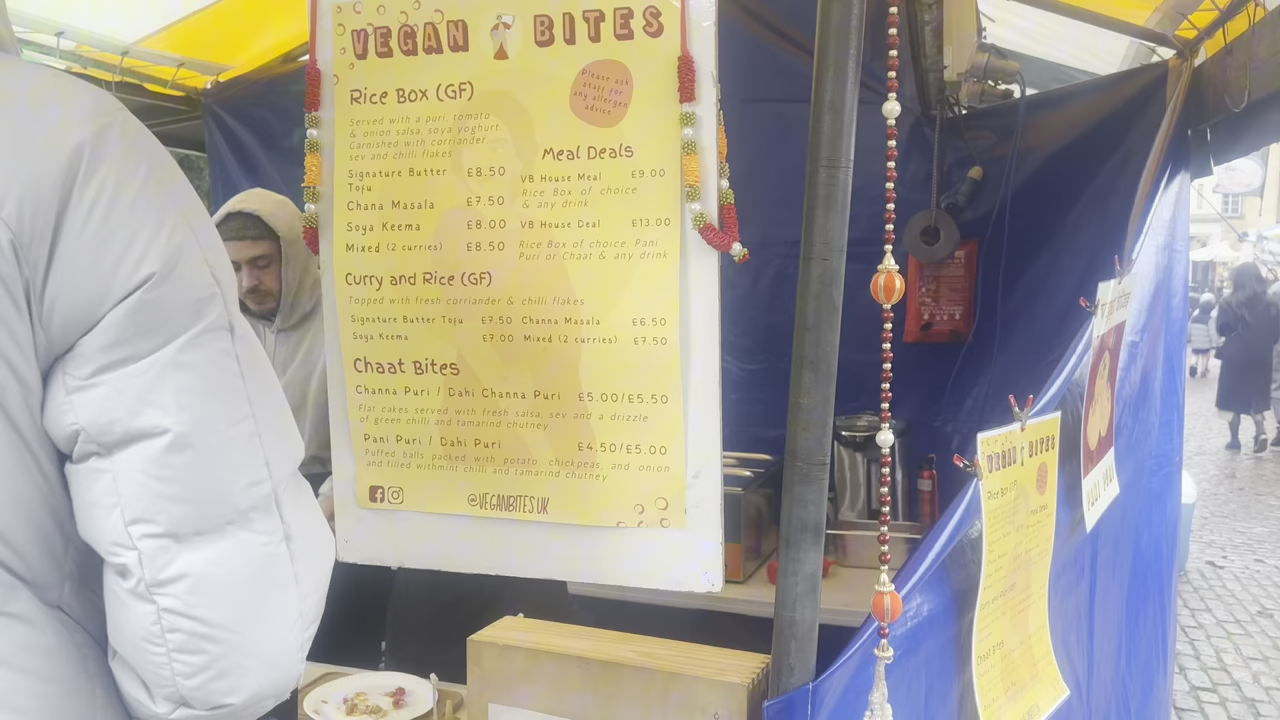 VEGAN BITES
Please ask
staff for
any allergen
advice
Rice Box (GF)
Served with a puri, tomato
& onion salsa, soya yoghurt
Garnished with corriander,
sev and chilli flakes
Signature Butter £8.50
Tofu
Chana Masala £7.50
Soya Keema £8.00
Mixed (2 curries) £8.50
Meal Deals
VB House Meal £9.00
Rice Box of choice
& any drink
VB House Deal £13.00
Rice Box of choice, Pani
Puri or Chaat & any drink
Curry and Rice (GF)
Topped with fresh corriander & chilli flakes
Signature Butter Tofu £7.50 Channa Masala £6.50
Soya Keema £7.00 Mixed (2 curries) £7.50
Chaat Bites
Channa Puri / Dahi Channa Puri £5.00/£5.50
Flat cakes served with fresh salsa, sev and a drizzle
of green chilli and tamarind chutney
Pani Puri / Dahi Puri £4.50/£5.00
Puffed balls packed with potato, chickpeas, and onion
and filled withmint chilli and tamarind chutney
@VEGANBITESUK
VEGAN BITES
Rice Box (GF)
Meal Deals
Curry and Rice (GF)
Chaat Bites